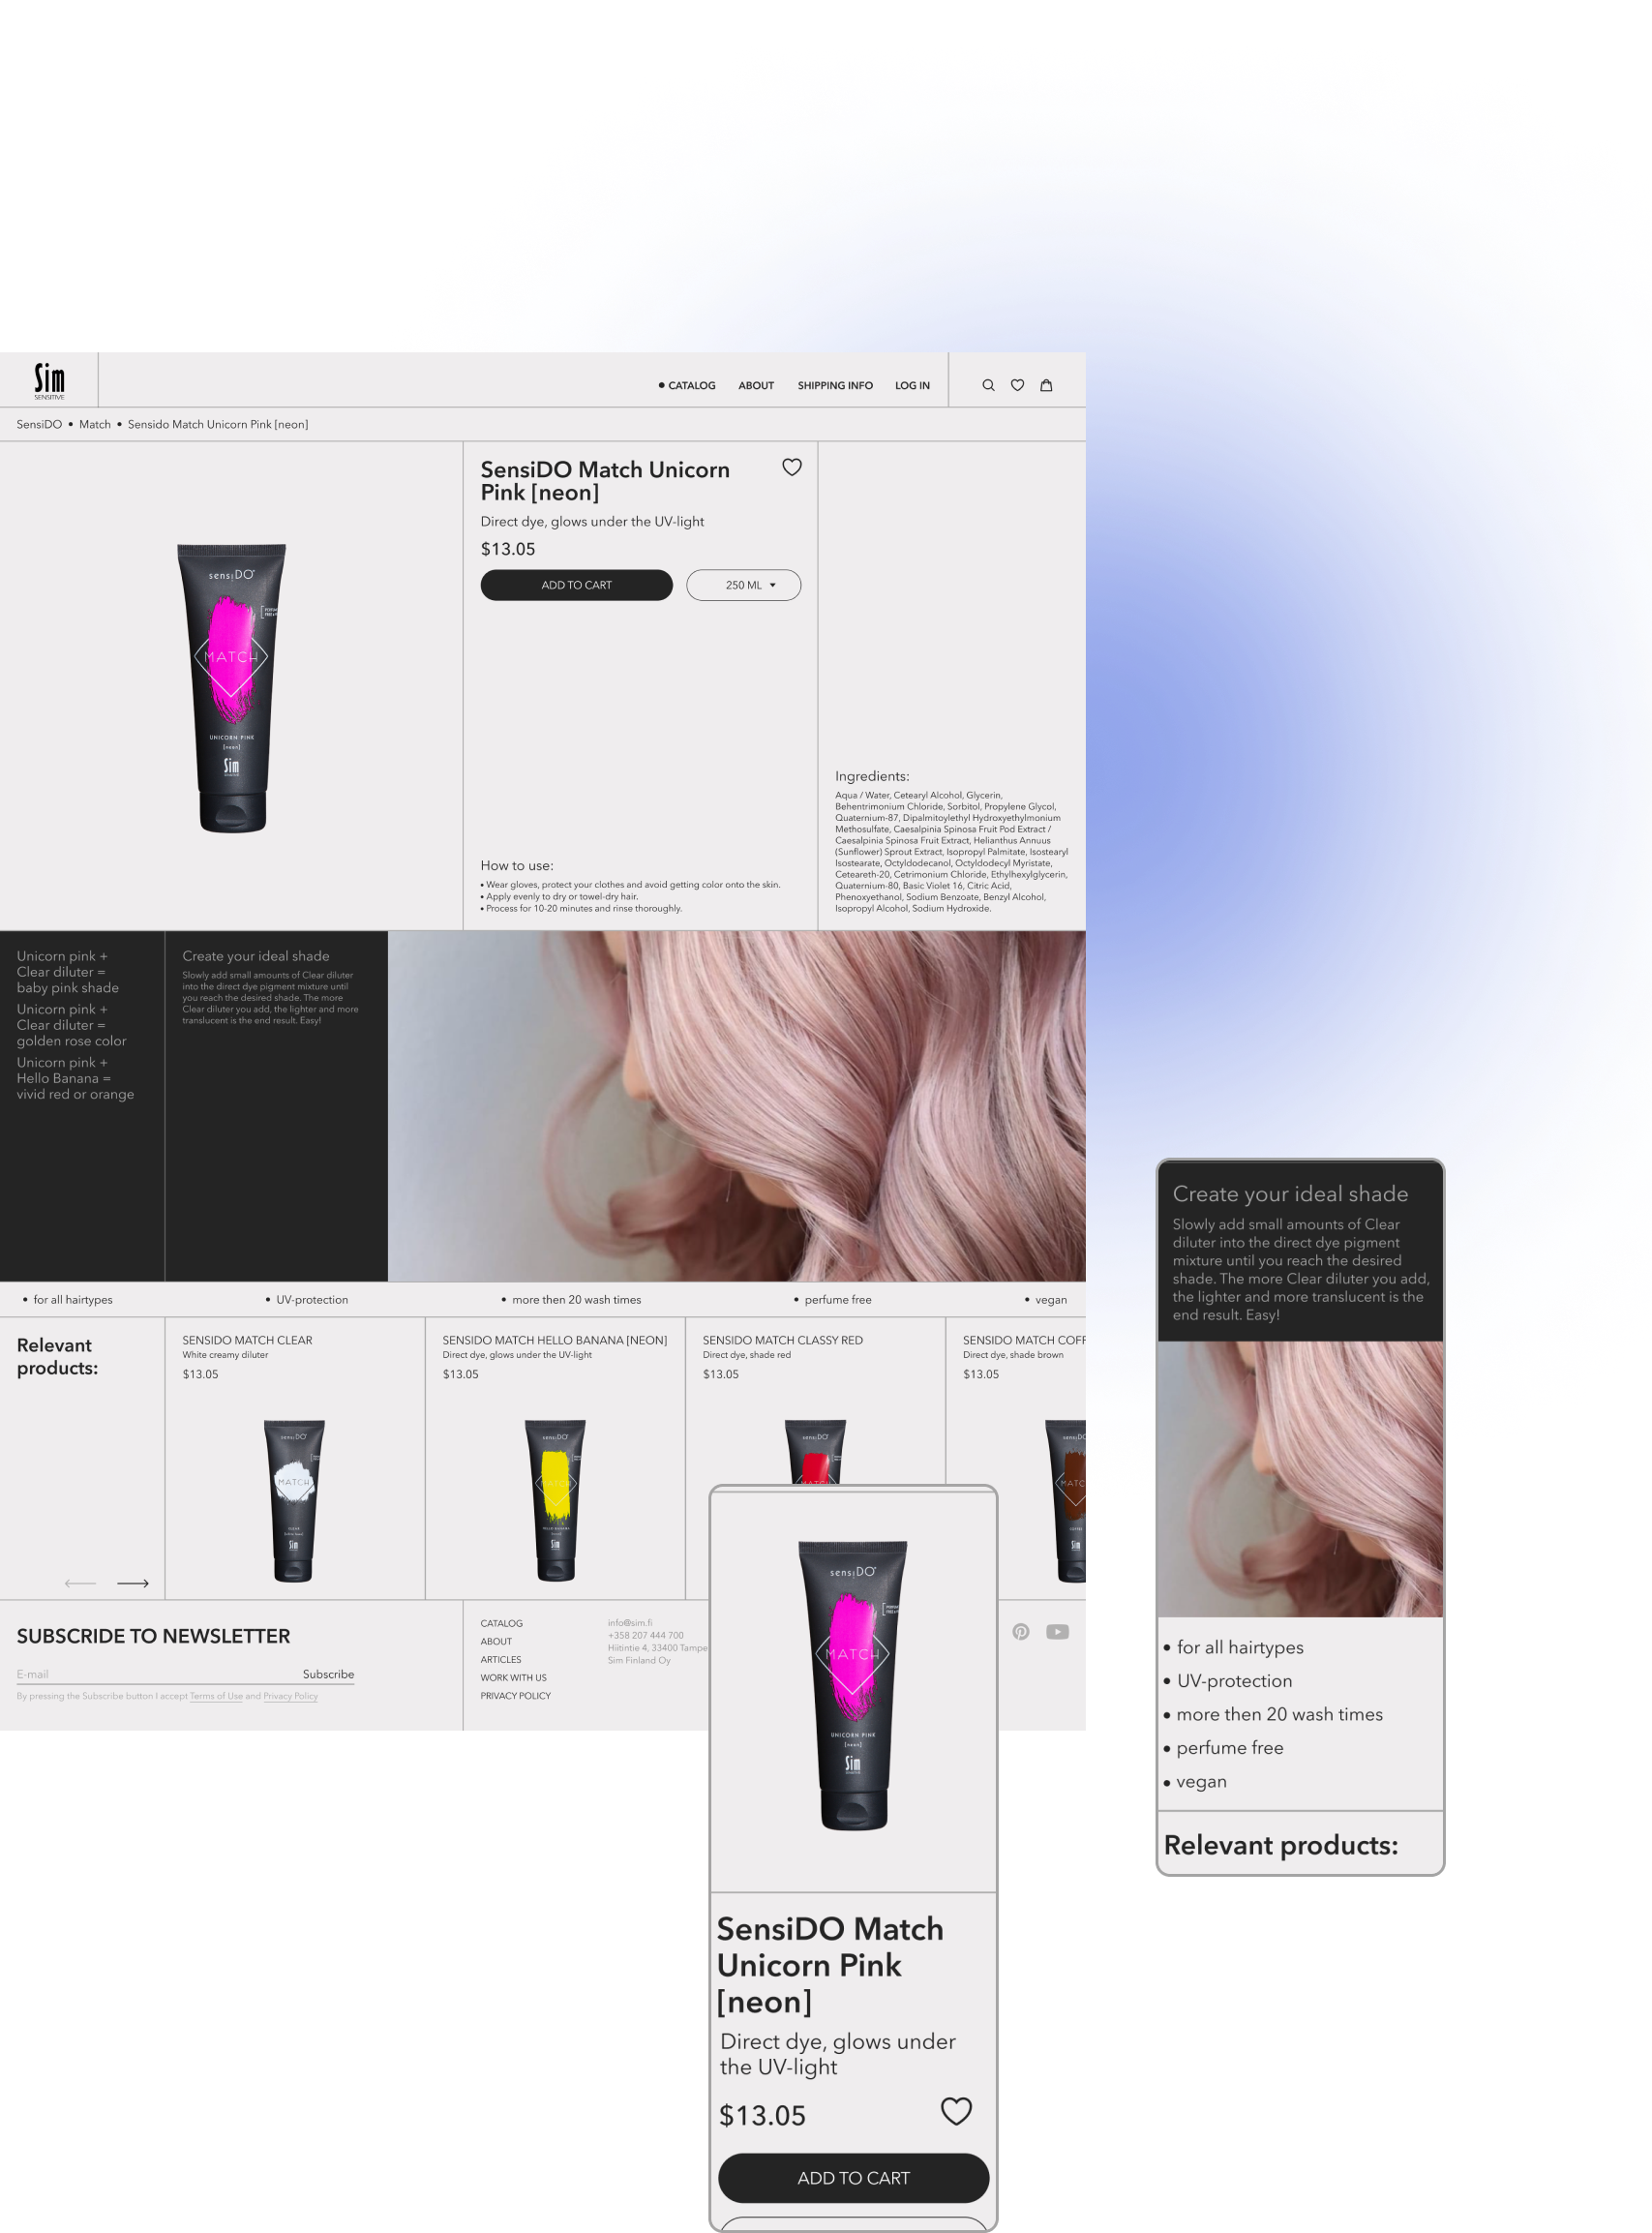 Sim
SENSITIVE
• CATALOG ABOUT SHIPPING INFO LOG IN
SensiDO • Match • Sensido Match Unicorn Pink [neon]
sensiDO
MATCH
UNICORN PINK
[neon]
Sim
SensiDO Match Unicorn
Pink [neon]
Direct dye, glows under the UV-light
$13.05
ADD TO CART
250 ML
How to use:
• Wear gloves, protect your clothes and avoid getting color onto the skin.
• Apply evenly to dry or towel-dry hair.
• Process for 10-20 minutes and rinse thoroughly.
Ingredients:
Aqua / Water, Cetearyl Alcohol, Glycerin,
Behentrimonium Chloride, Sorbitol, Propylene Glycol,
Quaternium-87, Dipalmitoylethyl Hydroxyethylmonium
Methosulfate, Caesalpinia Spinosa Fruit Pod Extract /
Caesalpinia Spinosa Fruit Extract, Helianthus Annuus
(Sunflower) Sprout Extract, Isopropyl Palmitate, Isostearyl
Isostearate, Octyldodecanol, Octyldodecyl Myristate,
Ceteareth-20, Cetrimonium Chloride, Ethylhexylglycerin,
Quaternium-80, Basic Violet 16, Citric Acid,
Phenoxyethanol, Sodium Benzoate, Benzyl Alcohol,
Isopropyl Alcohol, Sodium Hydroxide.
Unicorn pink +
Clear diluter =
baby pink shade
Unicorn pink +
Clear diluter =
golden rose color
Unicorn pink +
Hello Banana =
vivid red or orange
Create your ideal shade
Slowly add small amounts of Clear diluter
into the direct dye pigment mixture until
you reach the desired shade. The more
Clear diluter you add, the lighter and more
translucent is the end result. Easy!
• for all hairtypes • UV-protection • more then 20 wash times • perfume free • vegan
Relevant
products:
SENSIDO MATCH CLEAR
White creamy diluter
$13.05
sensiDO
MATCH
Sim
SENSIDO MATCH HELLO BANANA [NEON]
Direct dye, glows under the UV-light
$13.05
sensiDO
MATCH
Sim
SENSIDO MATCH CLASSY RED
Direct dye, shade red
$13.05
sensiDO
MATCH
SENSIDO MATCH COFF
Direct dye, shade brown
$13.05
Sim
SUBSCRIDE TO NEWSLETTER
E-mail Subscribe
By pressing the Subscribe button I accept Terms of Use and Privacy Policy
CATALOG
ABOUT
ARTICLES
WORK WITH US
PRIVACY POLICY
info@sim.fi
+358 207 444 700
Hiitintie 4, 33400 Tampe
Sim Finland Oy
sensiDO
MATCH
UNICORN PINK
[neon]
Sim
SensiDO Match
Unicorn Pink
[neon]
Direct dye, glows under
the UV-light
$13.05
ADD TO CART
Create your ideal shade
Slowly add small amounts of Clear
diluter into the direct dye pigment
mixture until you reach the desired
shade. The more Clear diluter you add,
the lighter and more translucent is the
end result. Easy!
• for all hairtypes
• UV-protection
• more then 20 wash times
• perfume free
• vegan
Relevant products: